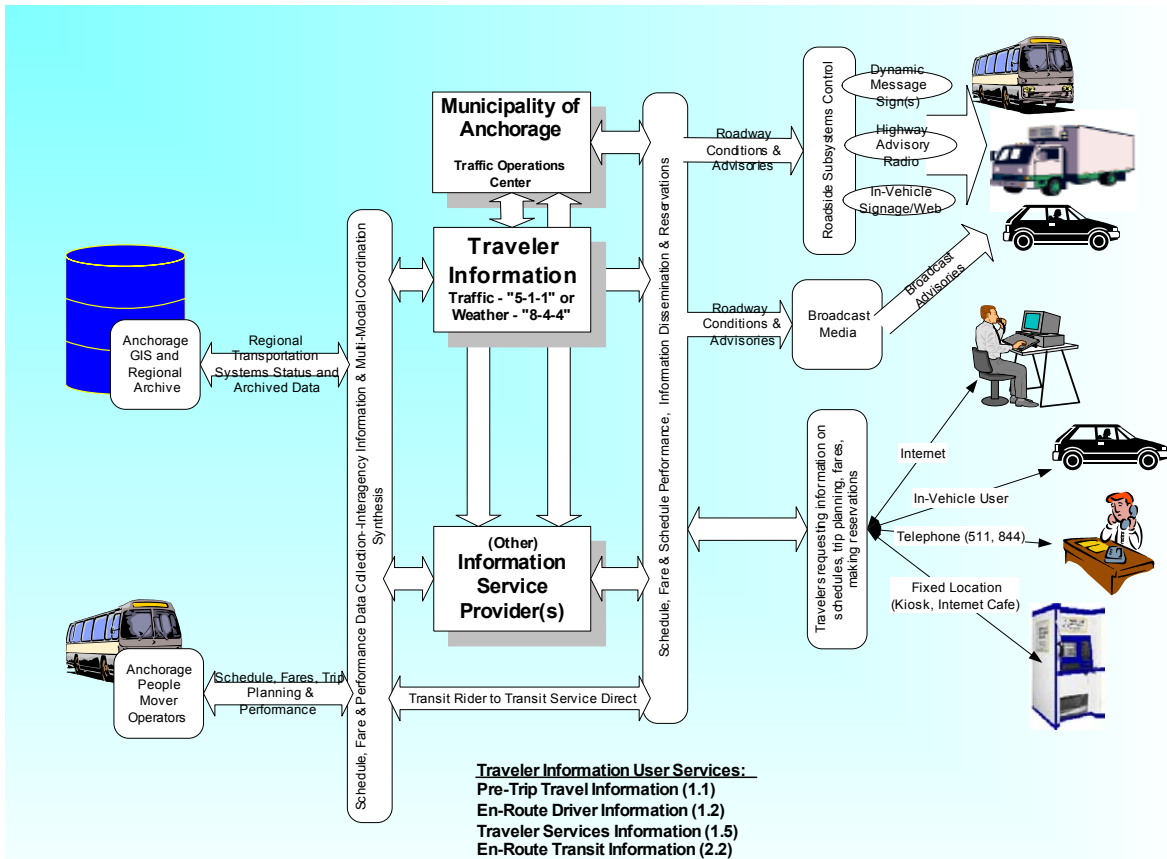 Municipality of
Anchorage
Traffic Operations
Center
Traveler
Information
Traffic - "5-1-1" or
Weather - "8-4-4"
(Other)
Information
Service
Provider(s)
Anchorage
GIS and
Regional
Archive
Regional
Transportation
Systems Status and
Archived Data
Anchorage
People
Mover
Operators
Schedule, Fares, Trip
Planning &
Performance
Schedule, Fare & Performance Data Collection--Interagency Information & Muti-Modal Coordination
Synthesis
Transit Rider to Transit Service Direct
Schedule, Fare & Schedule Performance, Information Dissemination & Reservations
Roadway
Conditions &
Advisories
Roadside Subsystems Control
Dynamic
Message
Sign(s)
Highway
Advisory
Radio
In-Vehicle
Signage/Web
Roadway
Conditions &
Advisories
Broadcast
Media
Broadcast
Advisories
Travelers requesting information on
schedules, trip planning, fares,
making reservations
Internet
In-Vehicle User
Telephone (511, 844)
Fixed Location
(Kiosk, Internet Cafe)
Traveler Information User Services:
Pre-Trip Travel Information (1.1)
En-Route Driver Information (1.2)
Traveler Services Information (1.5)
En-Route Transit Information (2.2)